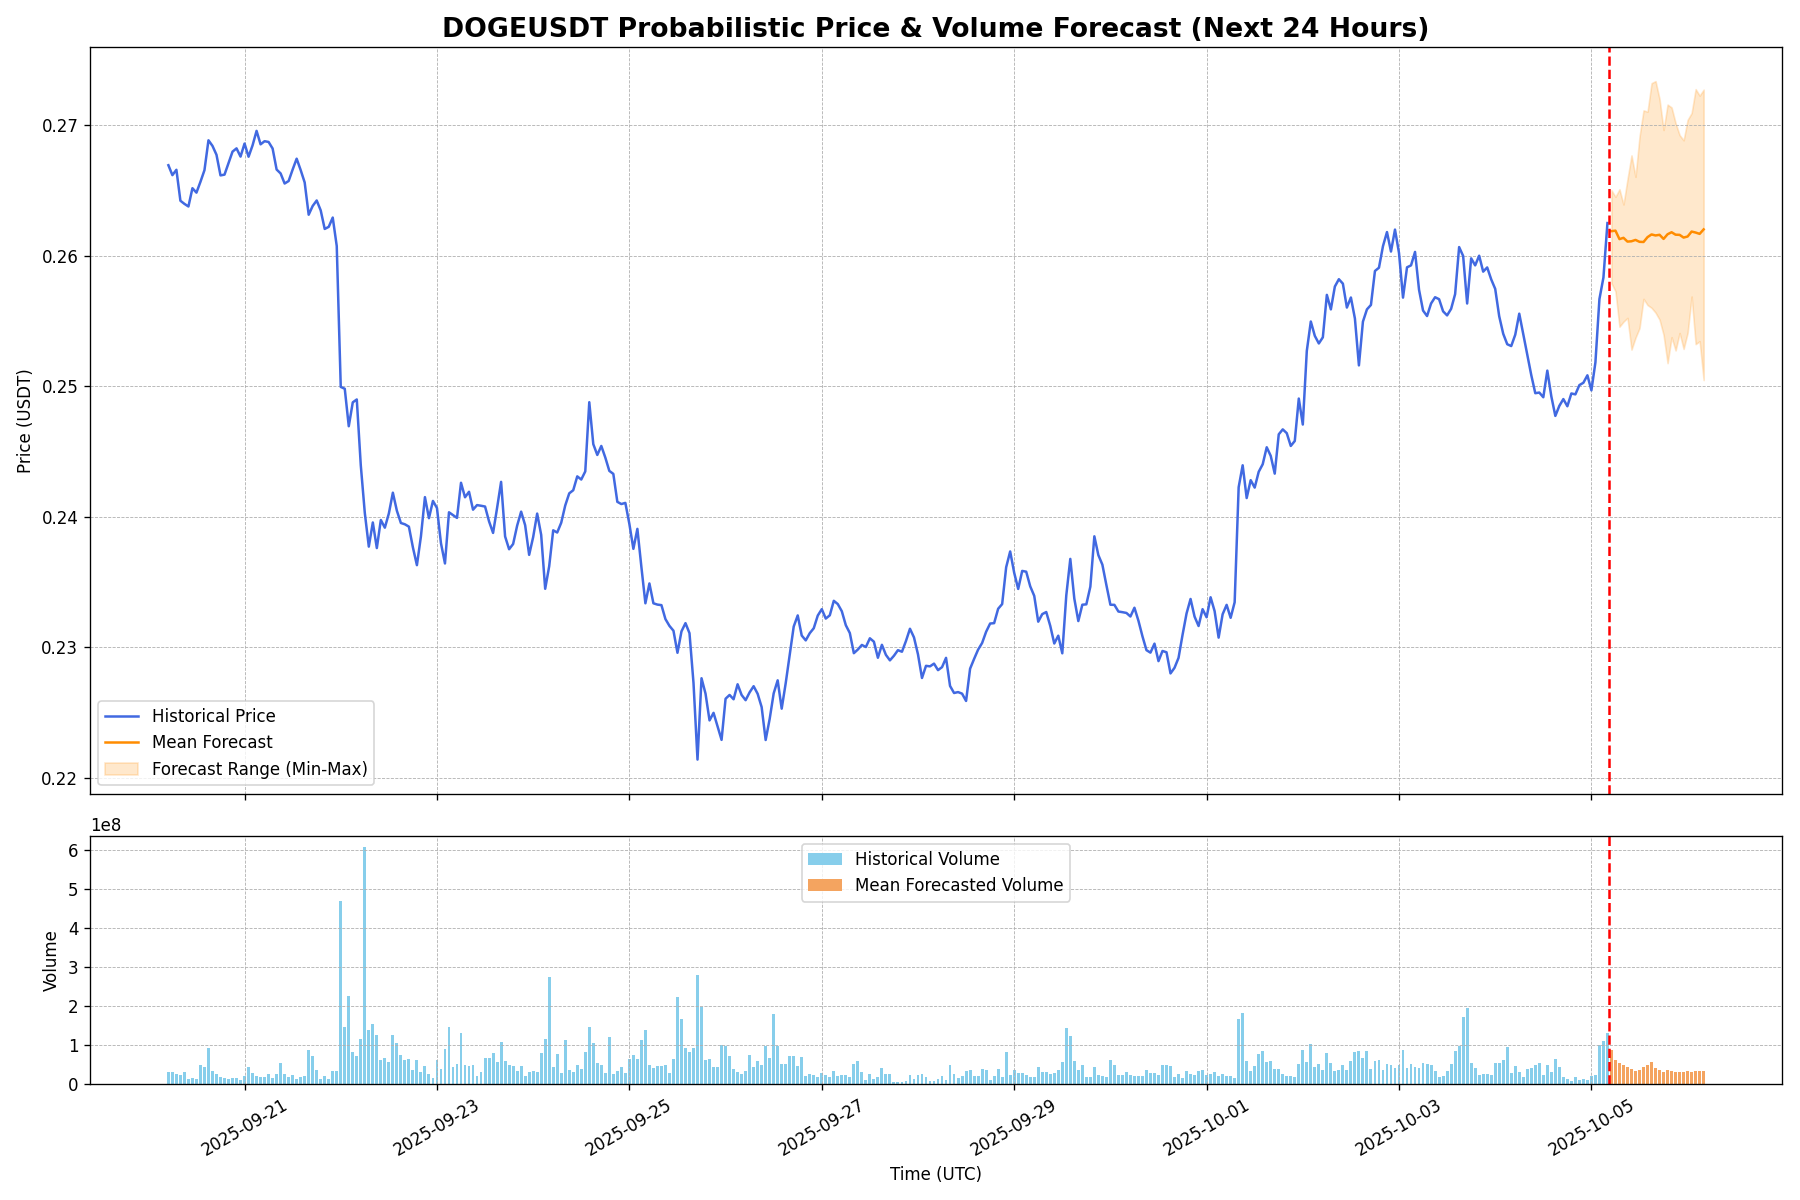 DOGEUSDT Probabilistic Price & Volume Forecast (Next 24 Hours)
Price (USDT)
0.27
0.26
0.25
0.24
0.23
0.22
Historical Price
Mean Forecast
Forecast Range (Min-Max)
1e8
Volume
6
5
4
3
2
1
0
Historical Volume
Mean Forecasted Volume
2025-09-21
2025-09-23
2025-09-25
2025-09-27
2025-09-29
2025-10-01
2025-10-03
2025-10-05
Time (UTC)